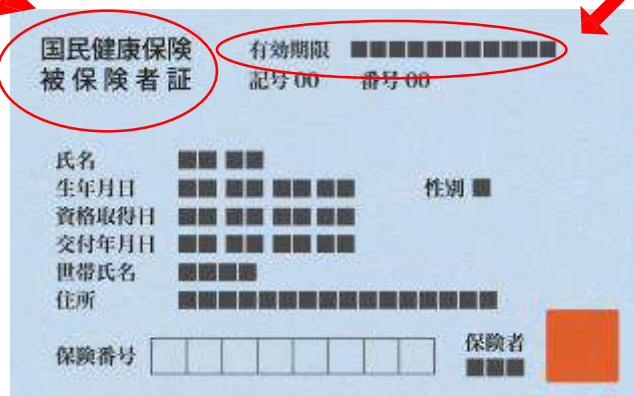 国民健康保険
被保険者証
有効期限 ■■■■■■■■■■■
記号00 番号00
氏名 ■■ ■■
生年月日 ■■ ■■ ■■ ■■ 性別 ■
資格取得日 ■■ ■■ ■■ ■■
交付年月日 ■■ ■■ ■■ ■■
世帯氏名 ■■■■
住所 ■■■■■■■■■■■■■■■■
保険番号
保険者
■■■